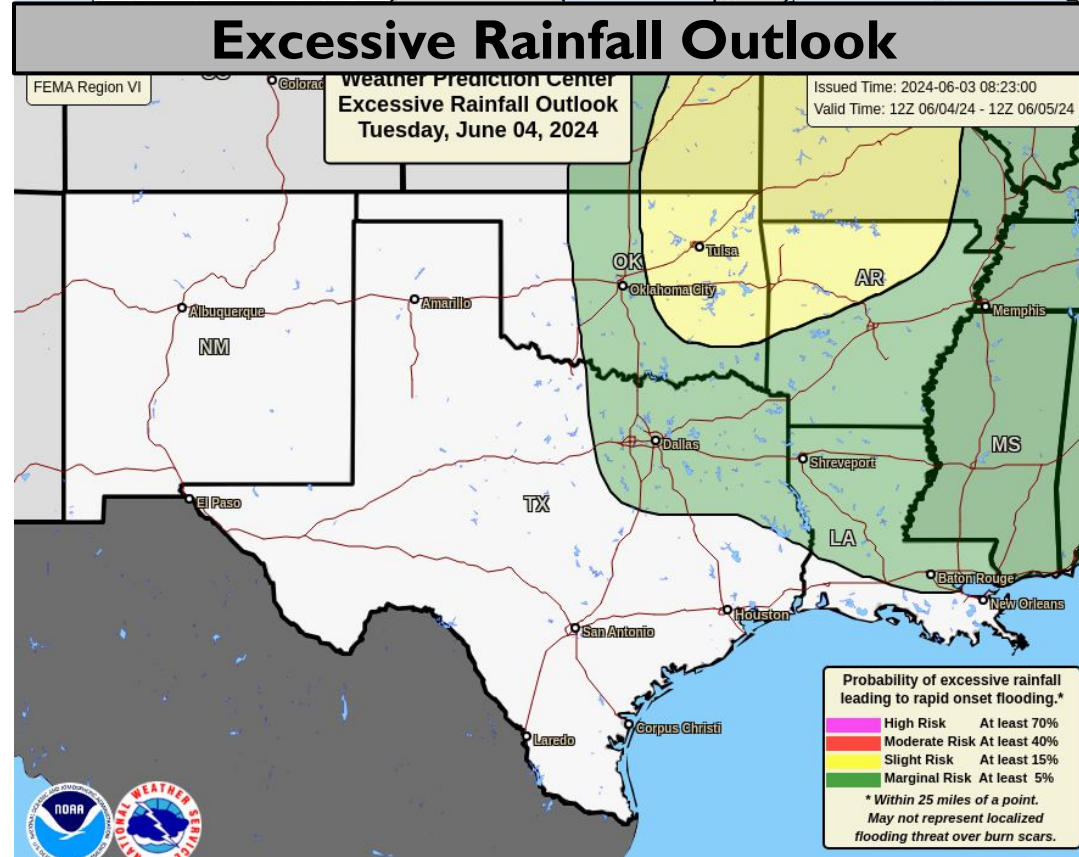 Excessive Rainfall Outlook
FEMA Region VI
Weather Prediction Center
Excessive Rainfall Outlook
Tuesday, June 04, 2024
Issued Time: 2024-06-03 08:23:00
Valid Time: 12Z 06/04/24 - 12Z 06/05/24
Tulsa
OK
Oklahoma City
AR
Albuquerque
Amarillo
Memphis
NM
Dallas
MS
Shreveport
El Paso
TX
LA
Baton Rouge
New Orleans
Houston
San Antonio
Corpus Christi
Laredo
Probability of excessive rainfall
leading to rapid onset flooding.*
High Risk At least 70%
Moderate Risk At least 40%
Slight Risk At least 15%
Marginal Risk At least 5%
* Within 25 miles of a point.
May not represent localized
flooding threat over burn scars.
NOAA
NATIONAL WEATHER SERVICE